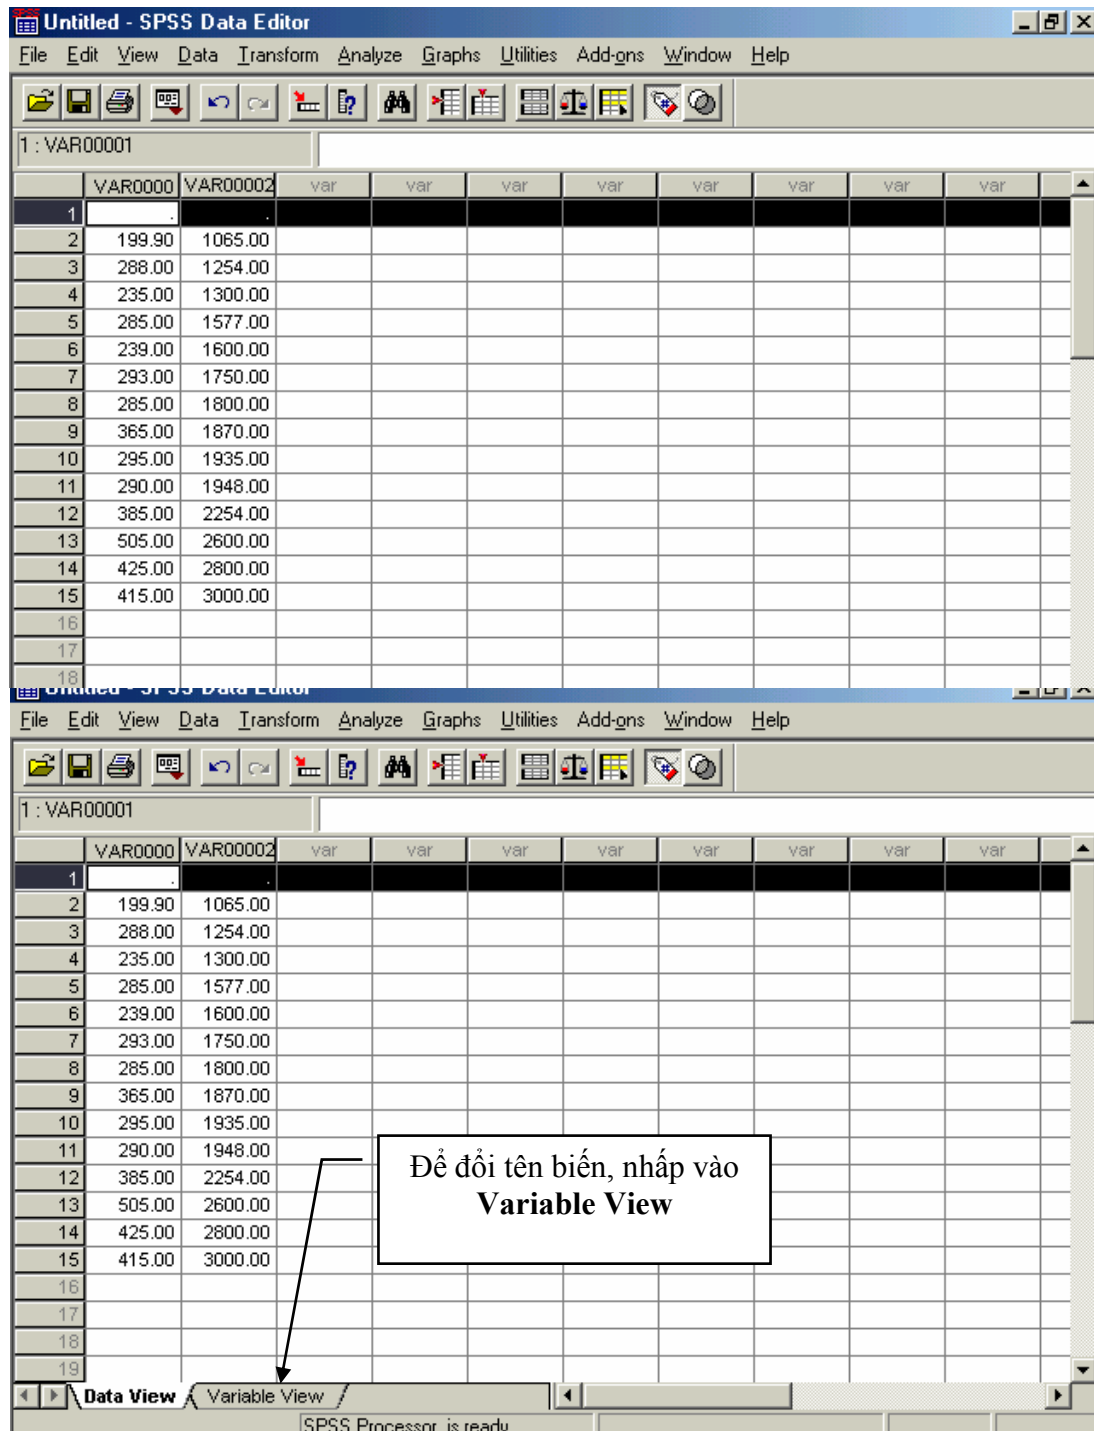 Untitled - SPSS Data Editor
File Edit View Data Transform Analyze Graphs Utilities Add-ons Window Help
1 : VAR00001
VAR0000 VAR00002 var var var var var var var var
1 . .
2 199.90 1065.00
3 288.00 1254.00
4 235.00 1300.00
5 285.00 1577.00
6 239.00 1600.00
7 293.00 1750.00
8 285.00 1800.00
9 365.00 1870.00
10 295.00 1935.00
11 290.00 1948.00
12 385.00 2254.00
13 505.00 2600.00
14 425.00 2800.00
15 415.00 3000.00
16
17
18
Untitled - SPSS Data Editor
File Edit View Data Transform Analyze Graphs Utilities Add-ons Window Help
1 : VAR00001
VAR0000 VAR00002 var var var var var var var var
1 . .
2 199.90 1065.00
3 288.00 1254.00
4 235.00 1300.00
5 285.00 1577.00
6 239.00 1600.00
7 293.00 1750.00
8 285.00 1800.00
9 365.00 1870.00
10 295.00 1935.00
11 290.00 1948.00
12 385.00 2254.00
13 505.00 2600.00
14 425.00 2800.00
15 415.00 3000.00
16
17
18
19
Để đổi tên biến, nhấp vào
Variable View
Data View Variable View
SPSS Processor is ready